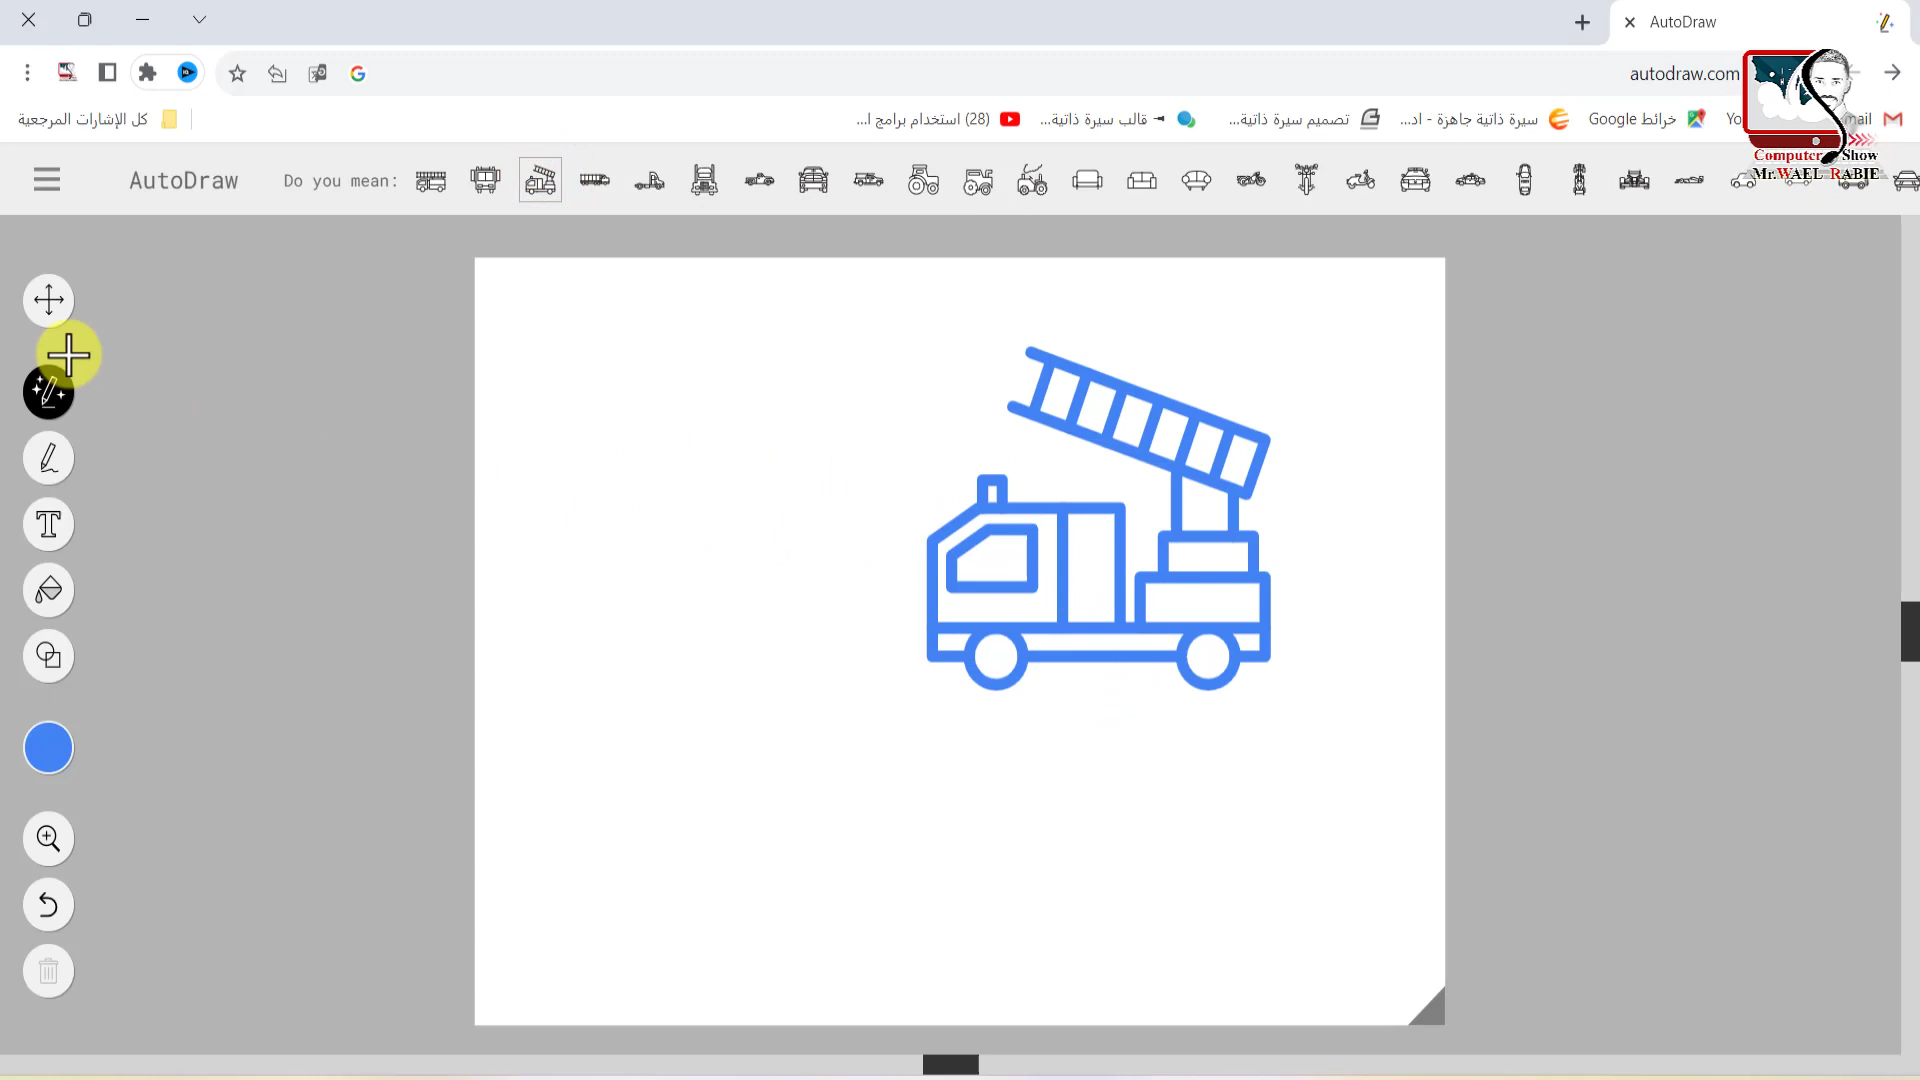 AutoDraw
autodraw.com
كل الإشارات المرجعية
(28) استخدام برامج ا...
قالب سيرة ذاتية...
تصميم سيرة ذاتية...
سيرة ذاتية جاهزة - اد...
خرائط Google
Computer Show
Mr.WAEL RABIE
AutoDraw
Do you mean: